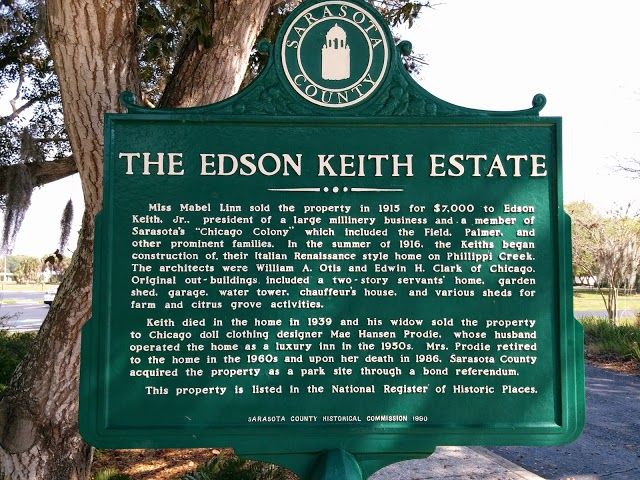 SARASOTA
COUNTY
THE EDSON KEITH ESTATE
Miss Mabel Linn sold the property in 1915 for $7,000 to Edson
Keith, Jr., president of a large millinery business and a member of
Sarasota's "Chicago Colony" which included the Field, Palmer, and
other prominent families. In the summer of 1916, the Keiths began
construction of their Italian Renaissance style home on Phillippi Creek.
The architects were William A. Otis and Edwin H. Clark of Chicago.
Original out-buildings included a two-story servants' home, garden
shed, garage, water tower, chauffeur's house, and various sheds for
farm and citrus grove activities.
Keith died in the home in 1939 and his widow sold the property
to Chicago doll clothing designer Mae Hansen Prodie, whose husband
operated the home as a luxury inn in the 1950s. Mrs. Prodie retired
to the home in the 1960s and upon her death in 1986, Sarasota County
acquired the property as a park site through a bond referendum.
This property is listed in the National Register of Historic Places.
SARASOTA COUNTY HISTORICAL COMMISSION 1990